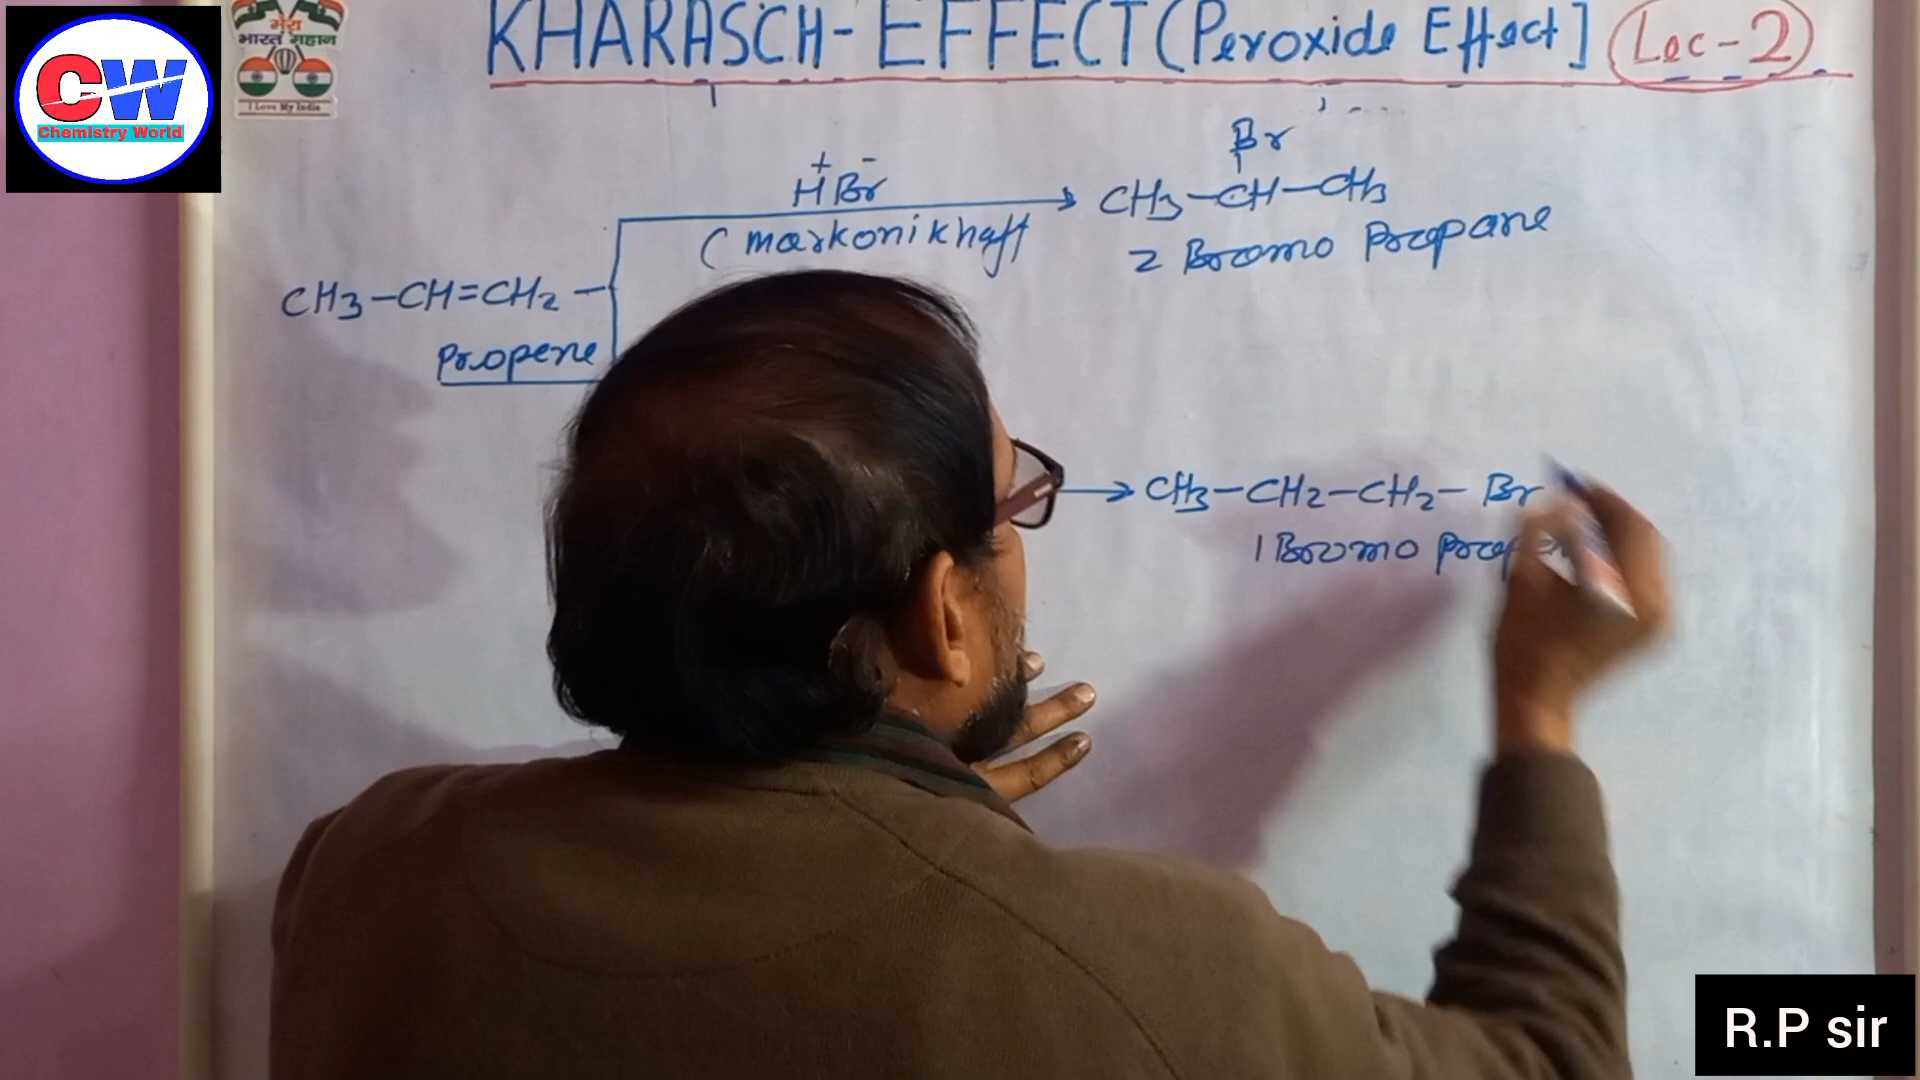 CW
Chemistry World
मेरा
भारत महान
I Love My India
KHARASCH-EFFECT (Peroxide Effect] Lec-2
Br
+ -
HBr
CH3-CH-CH3
(markonikhaff
2 Bromo Propane
CH3-CH=CH2
Propene
CH3-CH2-CH2-Br
1 Bromo
R.P sir